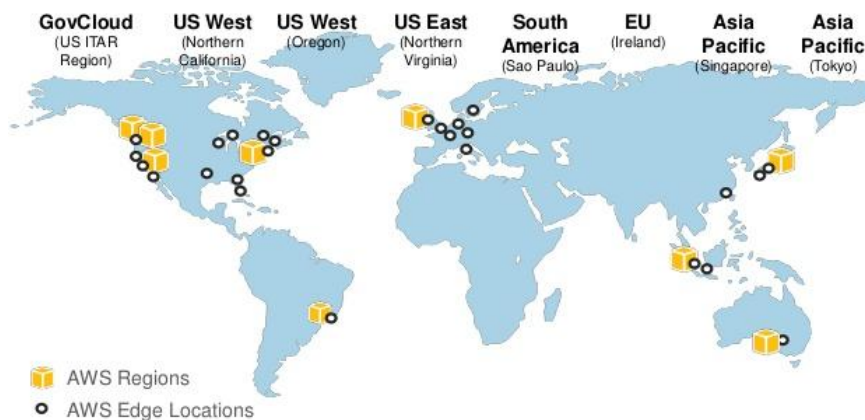 GovCloud
(US ITAR
Region)
US West
(Northern
California)
US West
(Oregon)
US East
(Northern
Virginia)
South
America
(Sao Paulo)
EU
(Ireland)
Asia
Pacific
(Singapore)
Asia
Pacific
(Tokyo)
AWS Regions
AWS Edge Locations